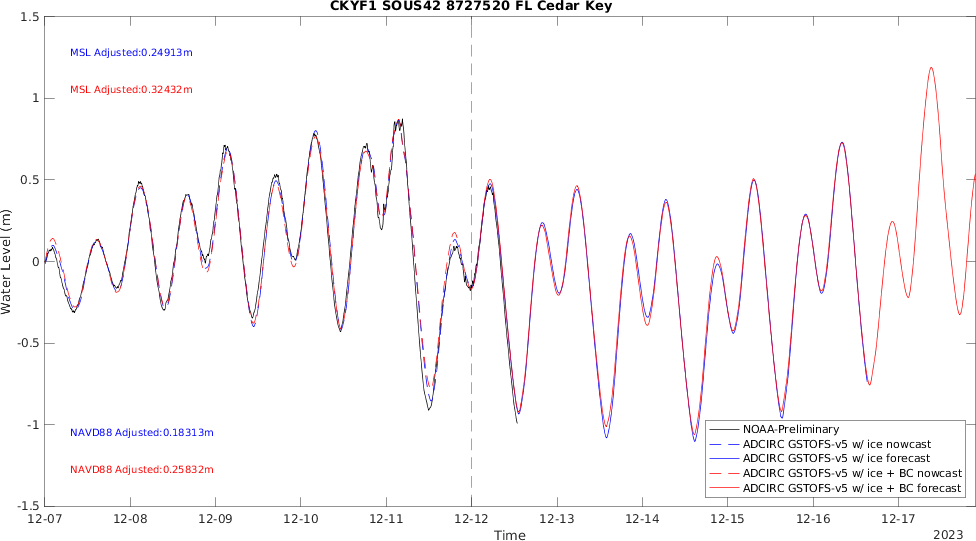 CKYF1 SOUS42 8727520 FL Cedar Key
1.5
1
0.5
0
-0.5
-1
-1.5
Water Level (m)
MSL Adjusted:0.24913m
MSL Adjusted:0.32432m
NAVD88 Adjusted:0.18313m
NAVD88 Adjusted:0.25832m
NOAA-Preliminary
ADCIRC GSTOFS-v5 w/ ice nowcast
ADCIRC GSTOFS-v5 w/ ice forecast
ADCIRC GSTOFS-v5 w/ ice + BC nowcast
ADCIRC GSTOFS-v5 w/ ice + BC forecast
12-07 12-08 12-09 12-10 12-11 12-12 12-13 12-14 12-15 12-16 12-17
Time
2023